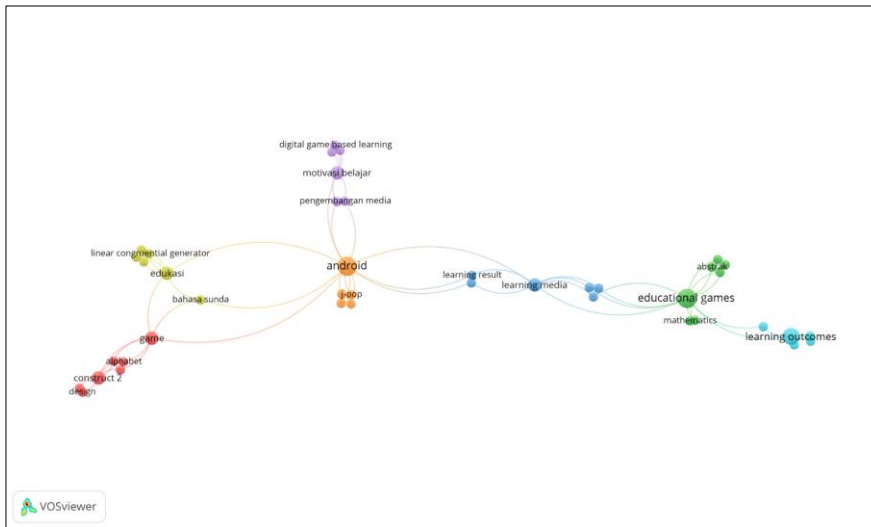 digital game based learning
motivasi belajar
pengembangan media
linear congruential generator
edukasi
android
learning result
abstrak
learning media
j-oop
bahasa sunda
educational games
mathematics
game
learning outcomes
alphabet
construct 2
design
VOSviewer